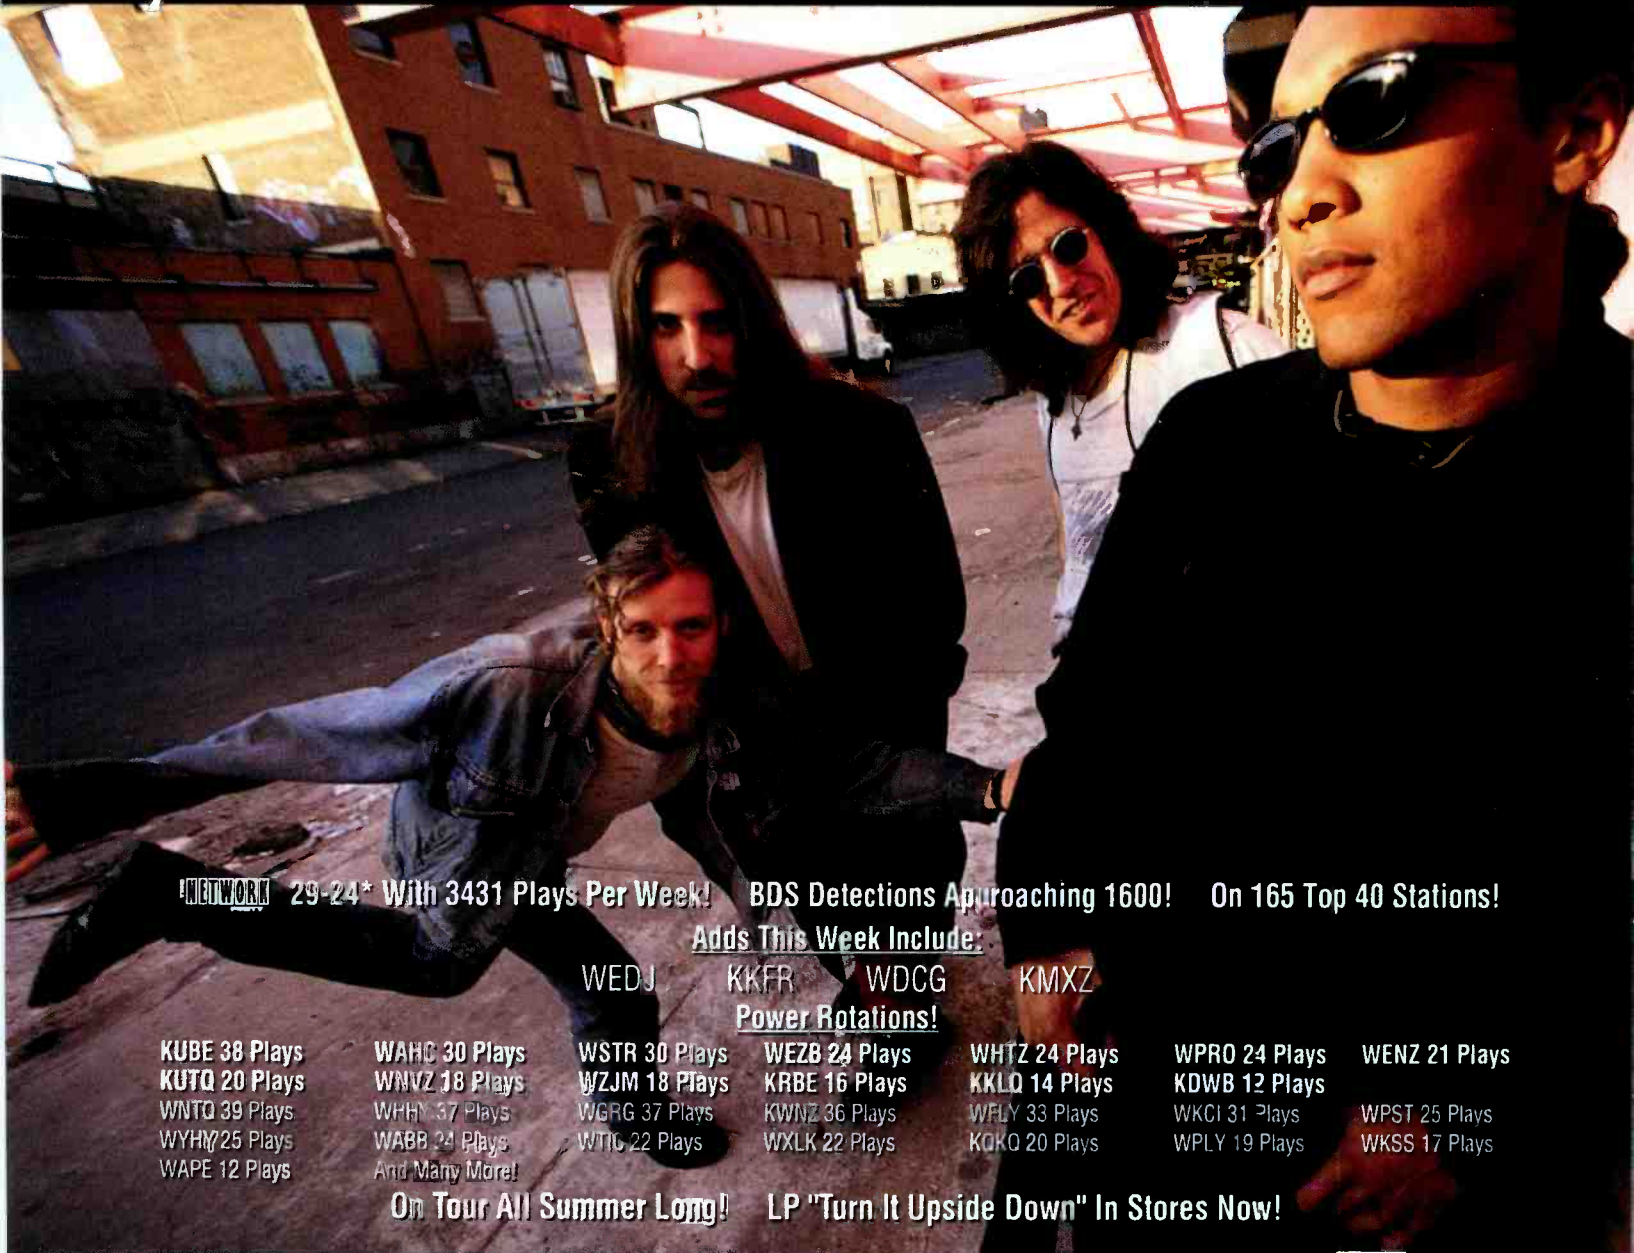 NETWORK 29-24* With 3431 Plays Per Week! BDS Detections Approaching 1600! On 165 Top 40 Stations!
Adds This Week Include:
WEDJ KKFR WDCG KMXZ
Power Rotations!
KUBE 38 Plays WAHC 30 Plays WSTR 30 Plays WEZB 24 Plays WHTZ 24 Plays WPRO 24 Plays WENZ 21 Plays
KUTQ 20 Plays WNVZ 18 Plays WZJM 18 Plays KRBE 16 Plays KKLQ 14 Plays KDWB 12 Plays
WNTQ 39 Plays 37 Plays WGRG 37 Plays KWNZ 36 Plays WFLY 33 Plays WKCI 31 Plays WPST 25 Plays
25 Plays WABB 24 Plays WTIC 22 Plays WXLK 22 Plays KQKQ 20 Plays WPLY 19 Plays WKSS 17 Plays
WAPE 12 Plays And Many More!
On Tour All Summer Long! LP "Turn It Upside Down" In Stores Now!